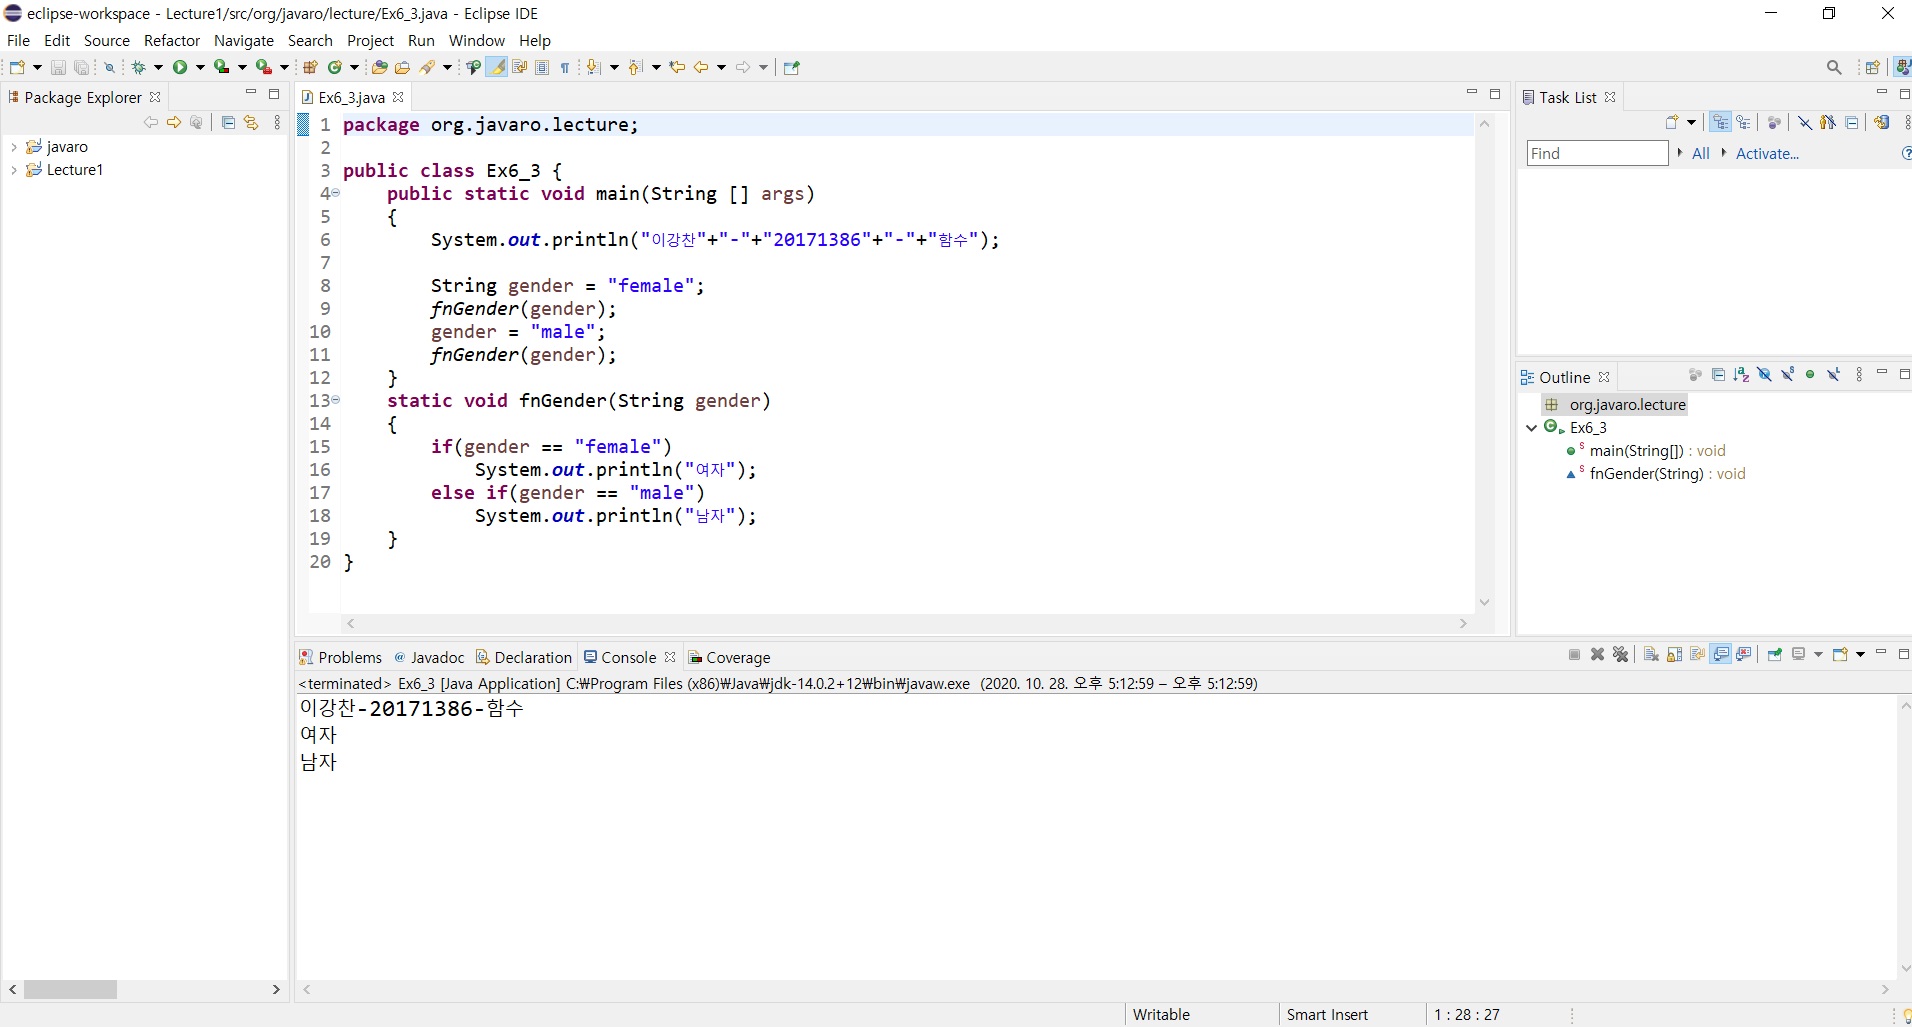 eclipse-workspace - Lecture1/src/org/javaro/lecture/Ex6_3.java - Eclipse IDE
File Edit Source Refactor Navigate Search Project Run Window Help
Package Explorer
javaro
Lecture1
Ex6_3.java
1 package org.javaro.lecture;
2
3 public class Ex6_3 {
4 public static void main(String [] args)
5 {
6 System.out.println("이강찬"+"-"+"20171386"+"-"+"함수");
7
8 String gender = "female";
9 fnGender(gender);
10 gender = "male";
11 fnGender(gender);
12 }
13 static void fnGender(String gender)
14 {
15 if(gender == "female")
16 System.out.println("여자");
17 else if(gender == "male")
18 System.out.println("남자");
19 }
20 }
Task List
Find All Activate...
Outline
org.javaro.lecture
Ex6_3
main(String[]) : void
fnGender(String) : void
Problems @ Javadoc Declaration Console Coverage
<terminated> Ex6_3 [Java Application] C:₩Program Files (x86)₩Java₩jdk-14.0.2+12₩bin₩javaw.exe (2020. 10. 28. 오후 5:12:59 – 오후 5:12:59)
이강찬-20171386-함수
여자
남자
Writable Smart Insert 1 : 28 : 27